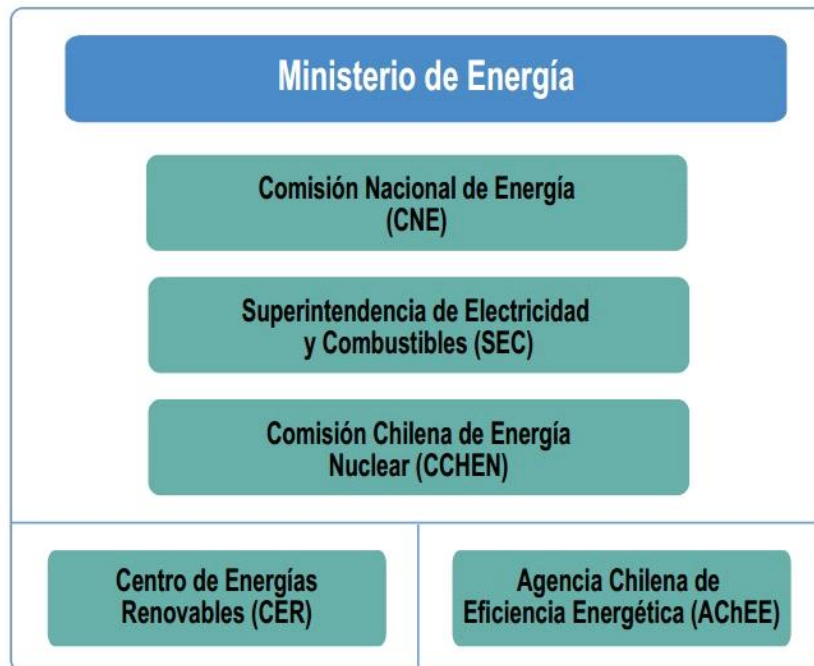 Ministerio de Energía
Comisión Nacional de Energía
(CNE)
Superintendencia de Electricidad
y Combustibles (SEC)
Comisión Chilena de Energía
Nuclear (CCHEN)
Centro de Energías
Renovables (CER)
Agencia Chilena de
Eficiencia Energética (AChEE)